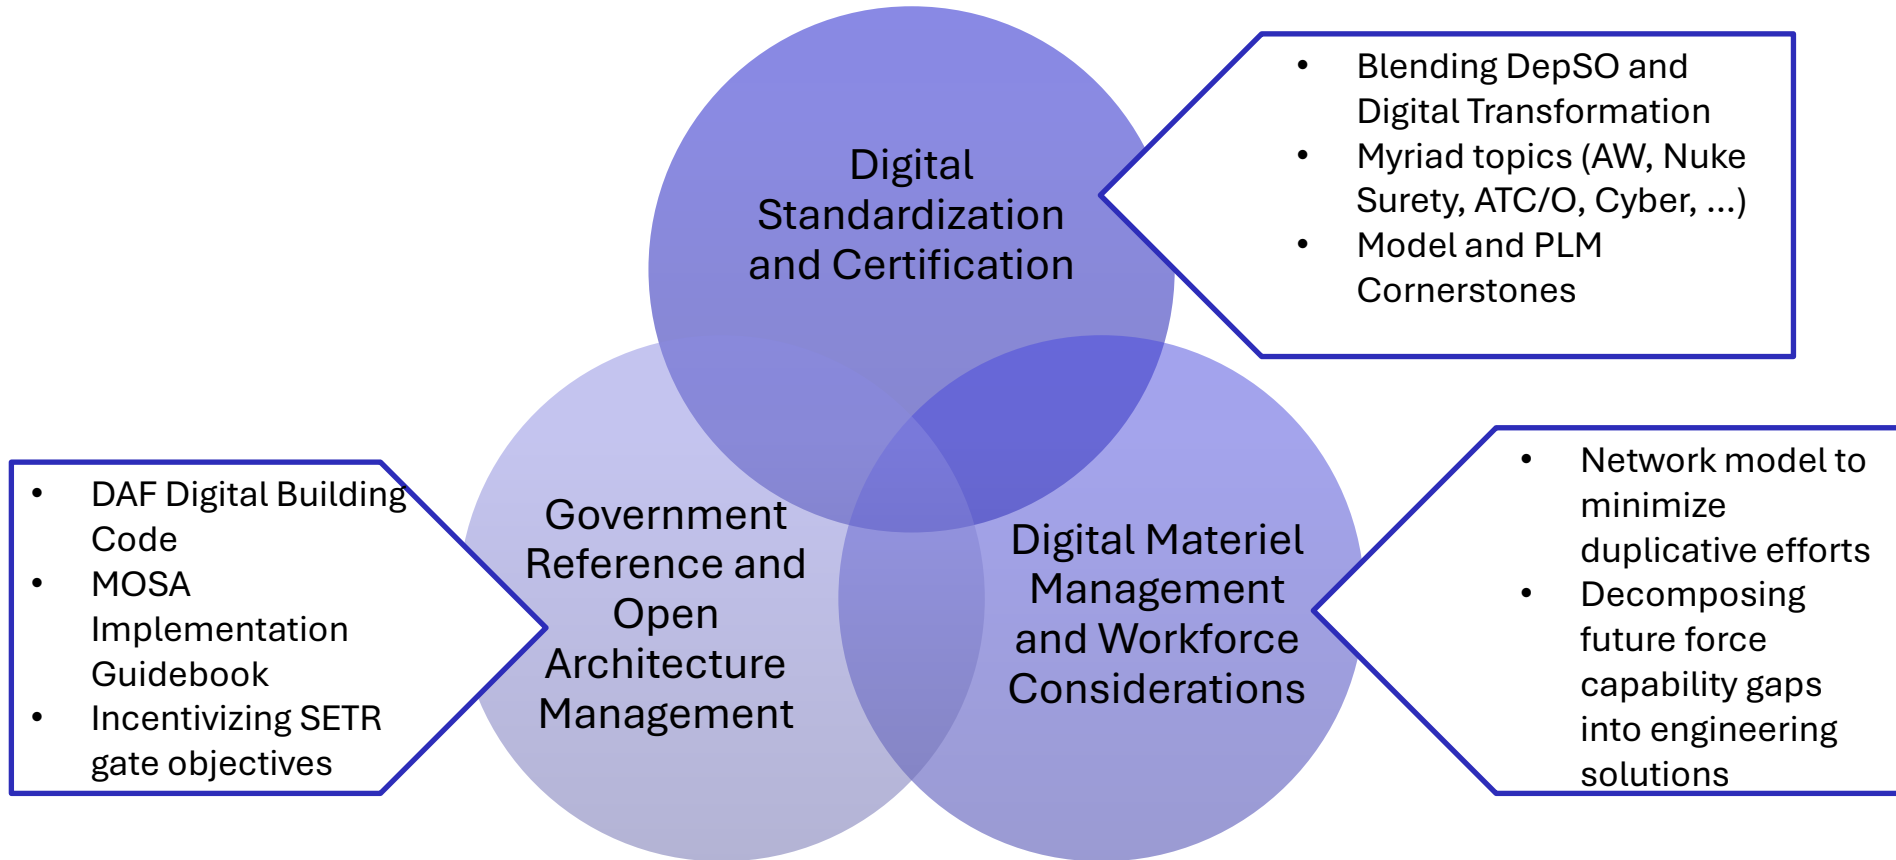 Digital
Standardization
and Certification
• Blending DepSO and
Digital Transformation
• Myriad topics (AW, Nuke
Surety, ATC/O, Cyber, ...)
• Model and PLM
Cornerstones
• DAF Digital Building
Code
• MOSA
Implementation
Guidebook
• Incentivizing SETR
gate objectives
Government
Reference and
Open
Architecture
Management
Digital Materiel
Management
and Workforce
Considerations
• Network model to
minimize
duplicative efforts
• Decomposing
future force
capability gaps
into engineering
solutions